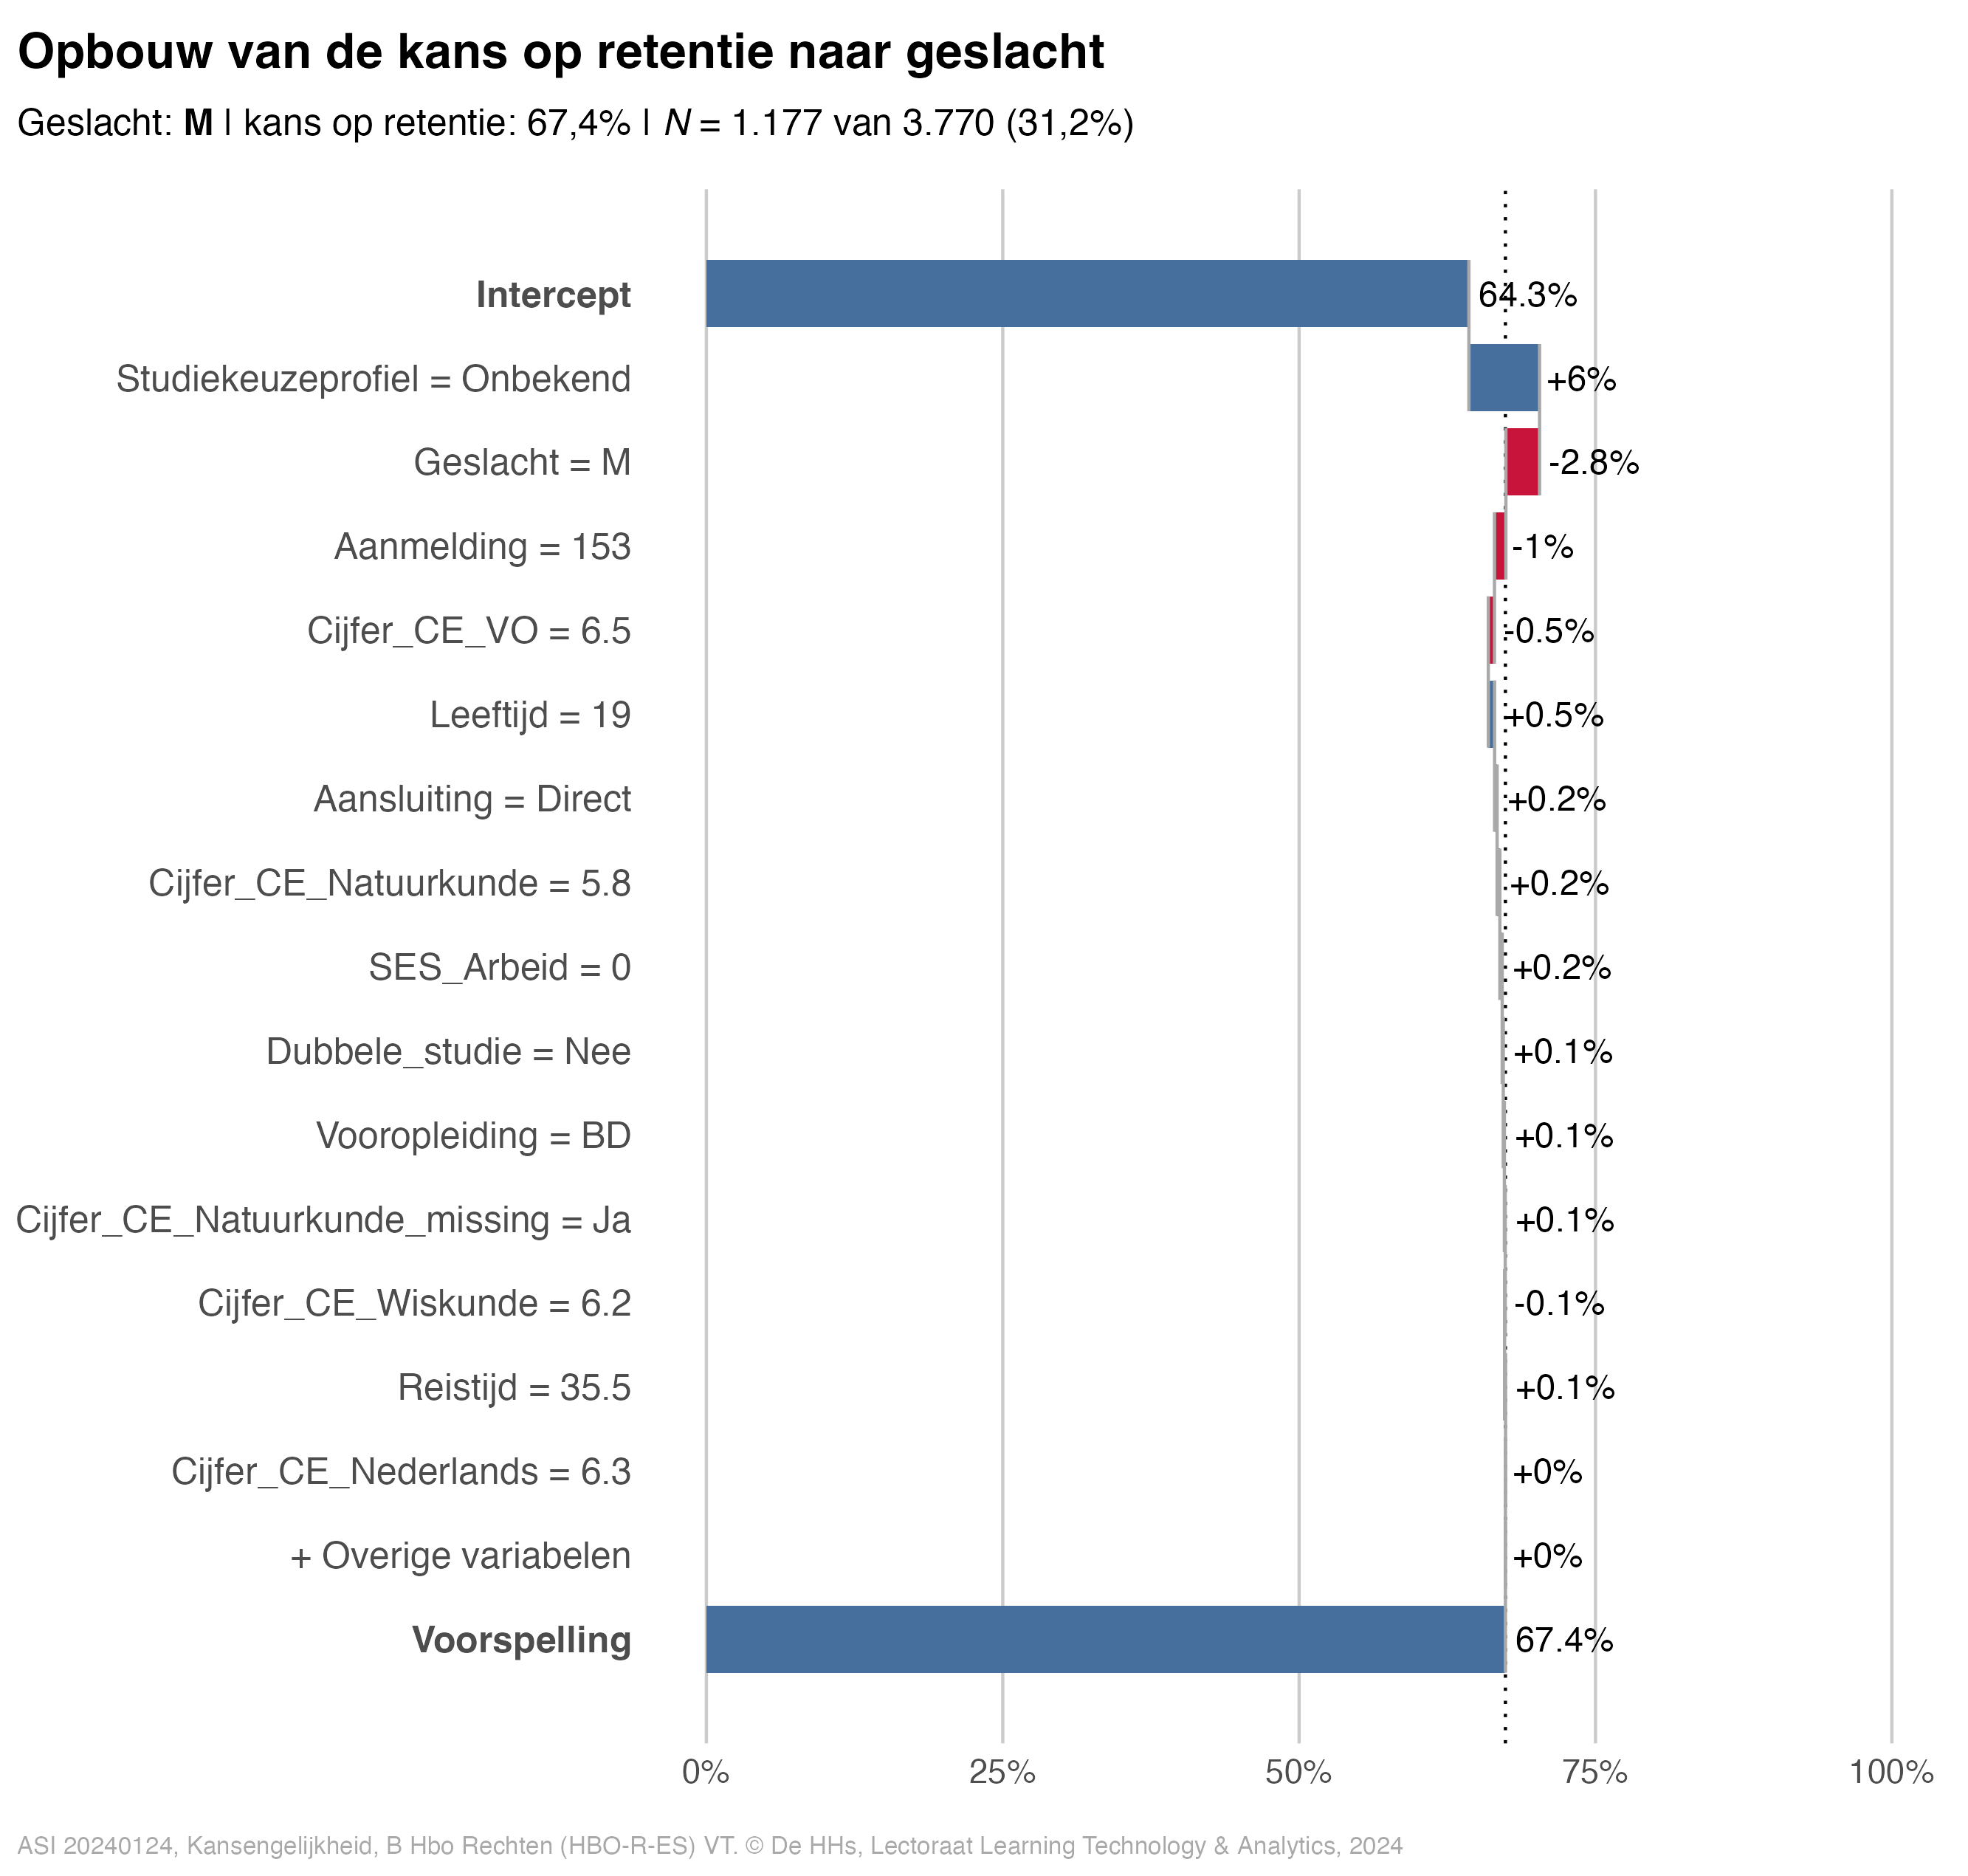 Opbouw van de kans op retentie naar geslacht
Geslacht: M | kans op retentie: 67,4% | N = 1.177 van 3.770 (31,2%)
Intercept 64.3%
Studiekeuzeprofiel = Onbekend +6%
Geslacht = M -2.8%
Aanmelding = 153 -1%
Cijfer_CE_VO = 6.5 -0.5%
Leeftijd = 19 +0.5%
Aansluiting = Direct +0.2%
Cijfer_CE_Natuurkunde = 5.8 +0.2%
SES_Arbeid = 0 +0.2%
Dubbele_studie = Nee +0.1%
Vooropleiding = BD +0.1%
Cijfer_CE_Natuurkunde_missing = Ja +0.1%
Cijfer_CE_Wiskunde = 6.2 -0.1%
Reistijd = 35.5 +0.1%
Cijfer_CE_Nederlands = 6.3 +0%
+ Overige variabelen +0%
Voorspelling 67.4%
0% 25% 50% 75% 100%
ASI 20240124, Kansengelijkheid, B Hbo Rechten (HBO-R-ES) VT. © De HHs, Lectoraat Learning Technology & Analytics, 2024